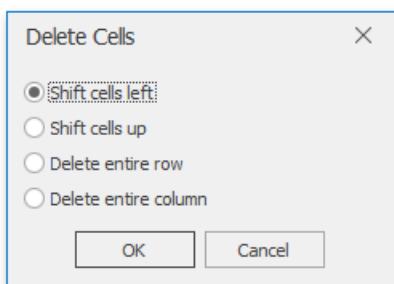 Delete Cells
Shift cells left
Shift cells up
Delete entire row
Delete entire column
OK Cancel